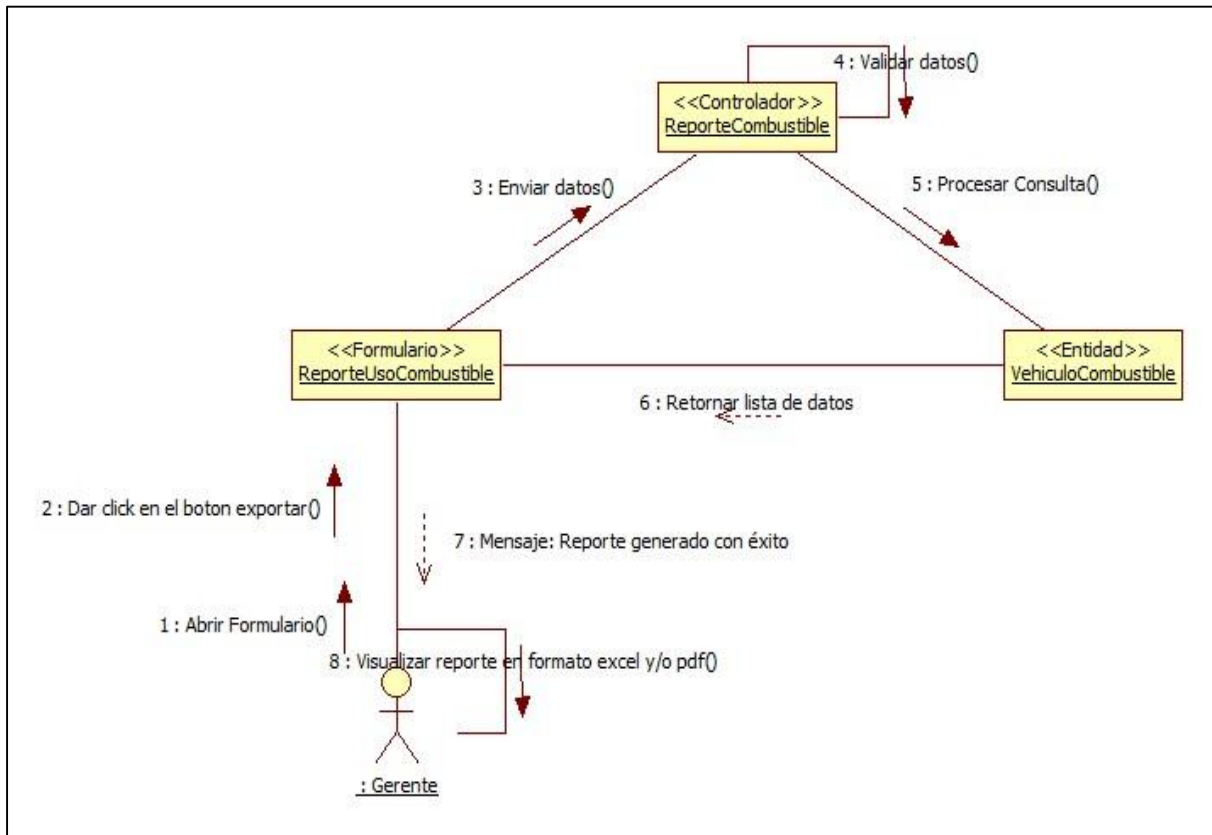 4 : Validar datos()
<<Controlador>>
ReporteCombustible
3 : Enviar datos()
5 : Procesar Consulta()
<<Formulario>>
ReporteUsoCombustible
<<Entidad>>
VehiculoCombustible
6 : Retornar lista de datos
2 : Dar click en el boton exportar()
7 : Mensaje: Reporte generado con éxito
1 : Abrir Formulario()
8 : Visualizar reporte en formato excel y/o pdf()
: Gerente